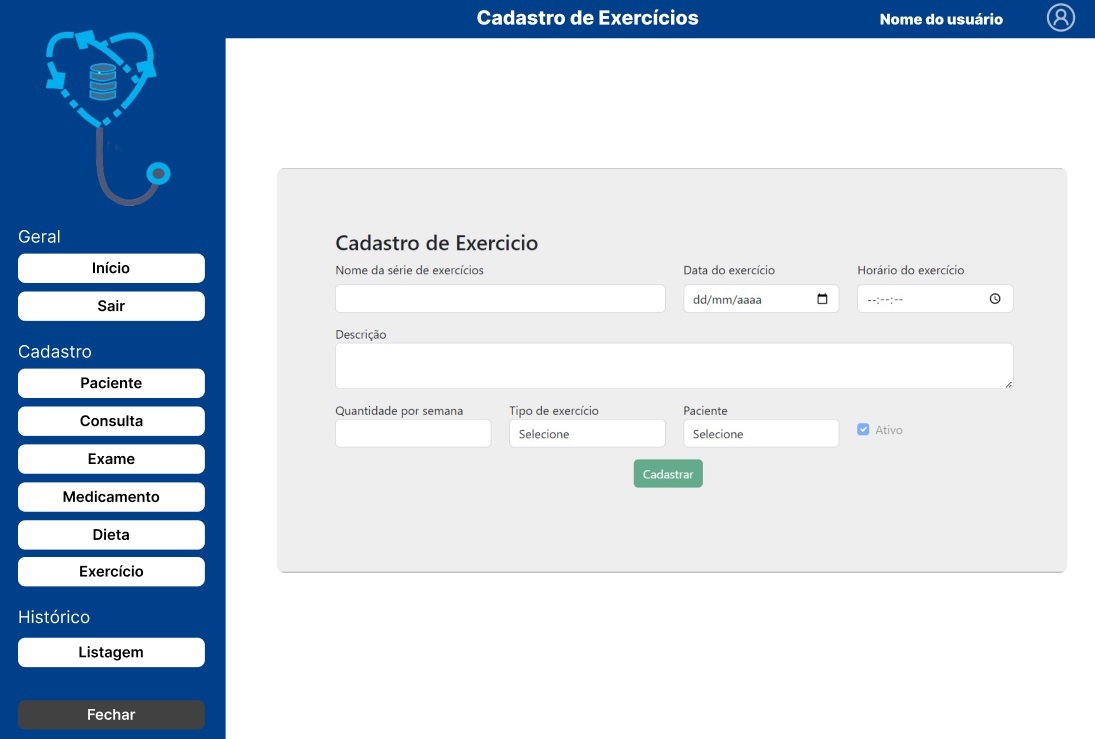 Cadastro de Exercícios
Nome do usuário
Geral
Início
Sair
Cadastro
Paciente
Consulta
Exame
Medicamento
Dieta
Exercício
Histórico
Listagem
Fechar
Cadastro de Exercicio
Nome da série de exercícios
Data do exercício
Horário do exercício
dd/mm/aaaa
--:--:--
Descrição
Quantidade por semana
Tipo de exercício
Paciente
Selecione
Selecione
Ativo
Cadastrar